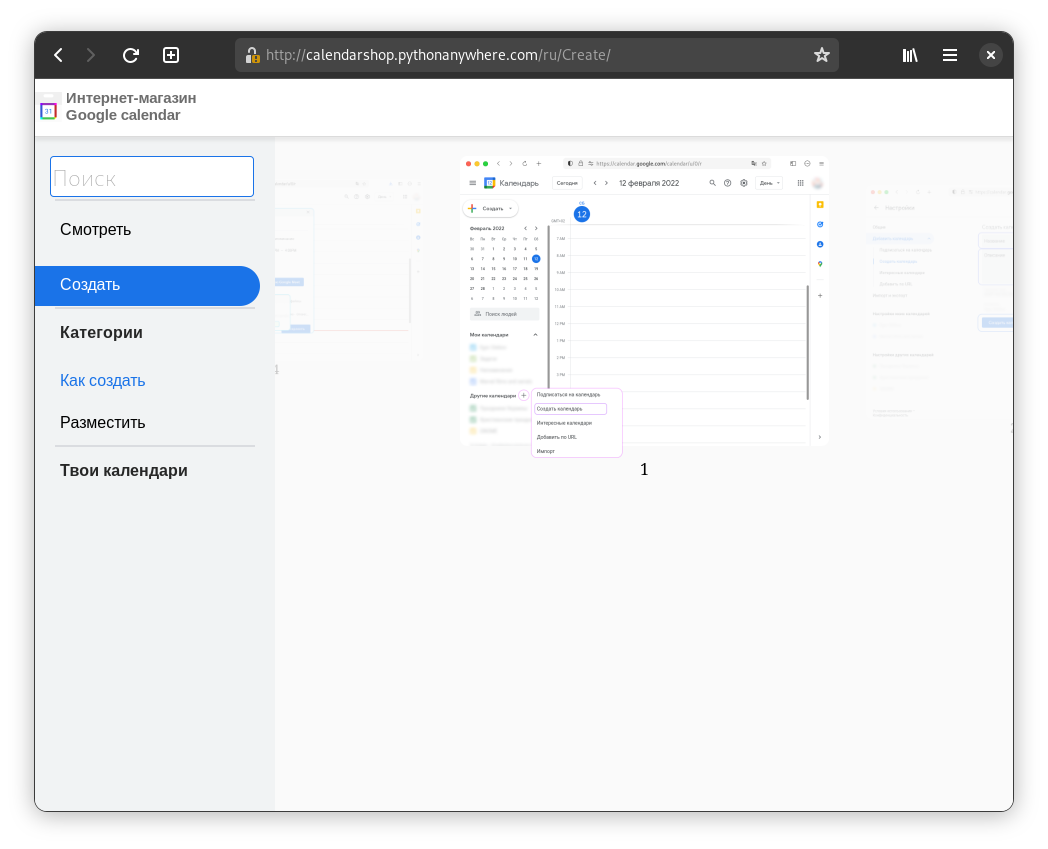 http://calendarshop.pythonanywhere.com/ru/Create/
31
Интернет-магазин
Google calendar
Поиск
Смотреть
Создать
Категории
Как создать
Разместить
Твои календари
https://calendar.google.com/calendar/u/0/r
Календарь
Сегодня
12 февраля 2022
День
Создать
12
Февраль 2022
Вс Пн Вт Ср Чт Пт Сб
30 31 1 2 3 4 5
6 7 8 9 10 11 12
13 14 15 16 17 18 19
20 21 22 23 24 25 26
27 28 1 2 3 4 5
6 7 8 9 10 11 12
Поиск людей
Мои календари
Другие календари
7 AM
8 AM
9 AM
10 AM
11 AM
12 PM
1 PM
2 PM
3 PM
Подписаться на календарь
Создать календарь
Интересные календари
Добавить по URL
Импорт
1
Настройки